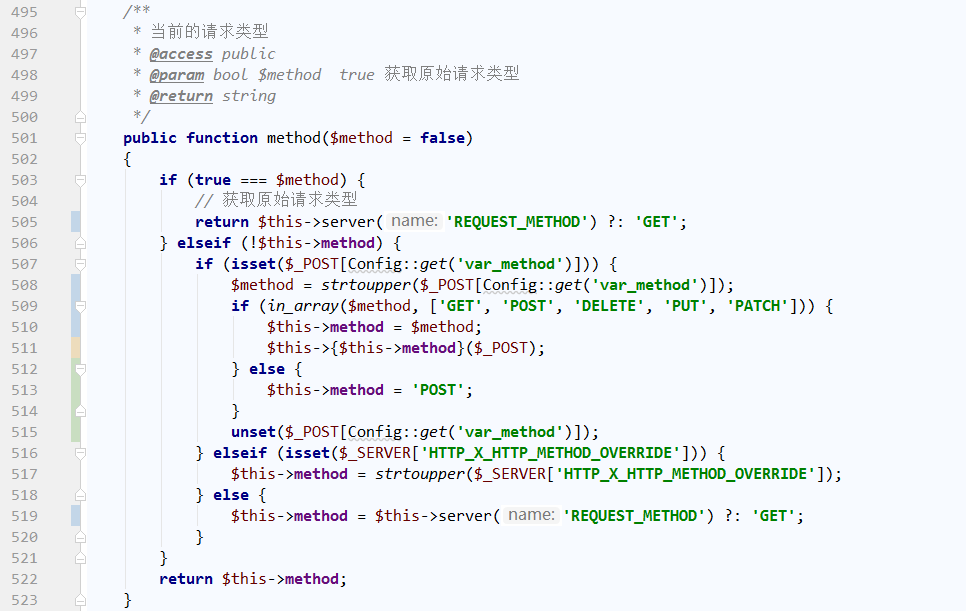 495 /**
496 * 当前的请求类型
497 * @access public
498 * @param bool $method  true 获取原始请求类型
499 * @return string
500 */
501 public function method($method = false)
502 {
503 if (true === $method) {
504 // 获取原始请求类型
505 return $this->server( name: 'REQUEST_METHOD') ?: 'GET';
506 } elseif (!$this->method) {
507 if (isset($_POST[Config::get('var_method')])) {
508 $method = strtoupper($_POST[Config::get('var_method')]);
509 if (in_array($method, ['GET', 'POST', 'DELETE', 'PUT', 'PATCH'])) {
510 $this->method = $method;
511 $this->{$this->method}($_POST);
512 } else {
513 $this->method = 'POST';
514 }
515 unset($_POST[Config::get('var_method')]);
516 } elseif (isset($_SERVER['HTTP_X_HTTP_METHOD_OVERRIDE'])) {
517 $this->method = strtoupper($_SERVER['HTTP_X_HTTP_METHOD_OVERRIDE']);
518 } else {
519 $this->method = $this->server( name: 'REQUEST_METHOD') ?: 'GET';
520 }
521 }
522 return $this->method;
523 }